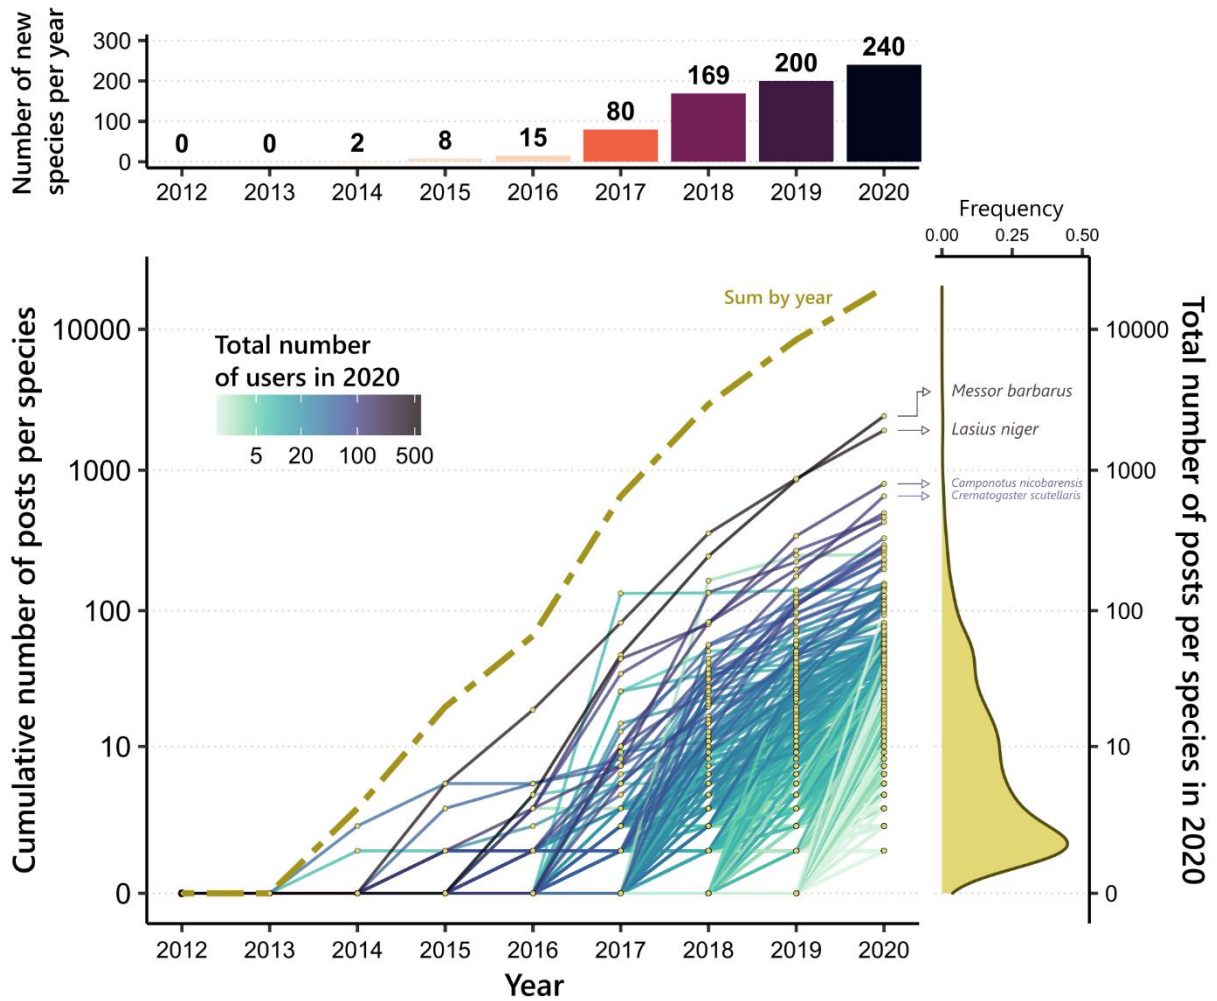 Number of new
species per year
300
200
100
0
0 0 2 8 15 80 169 200 240
2012 2013 2014 2015 2016 2017 2018 2019 2020
Cumulative number of posts per species
10000
1000
100
10
0
Total number
of users in 2020
5 20 100 500
Sum by year
2012 2013 2014 2015 2016 2017 2018 2019 2020
Year
Frequency
0.00 0.25 0.50
Messor barbarus
Lasius niger
Camponotus nicobarensis
Crematogaster scutellaris
10000
1000
100
10
0
Total number of posts per species in 2020